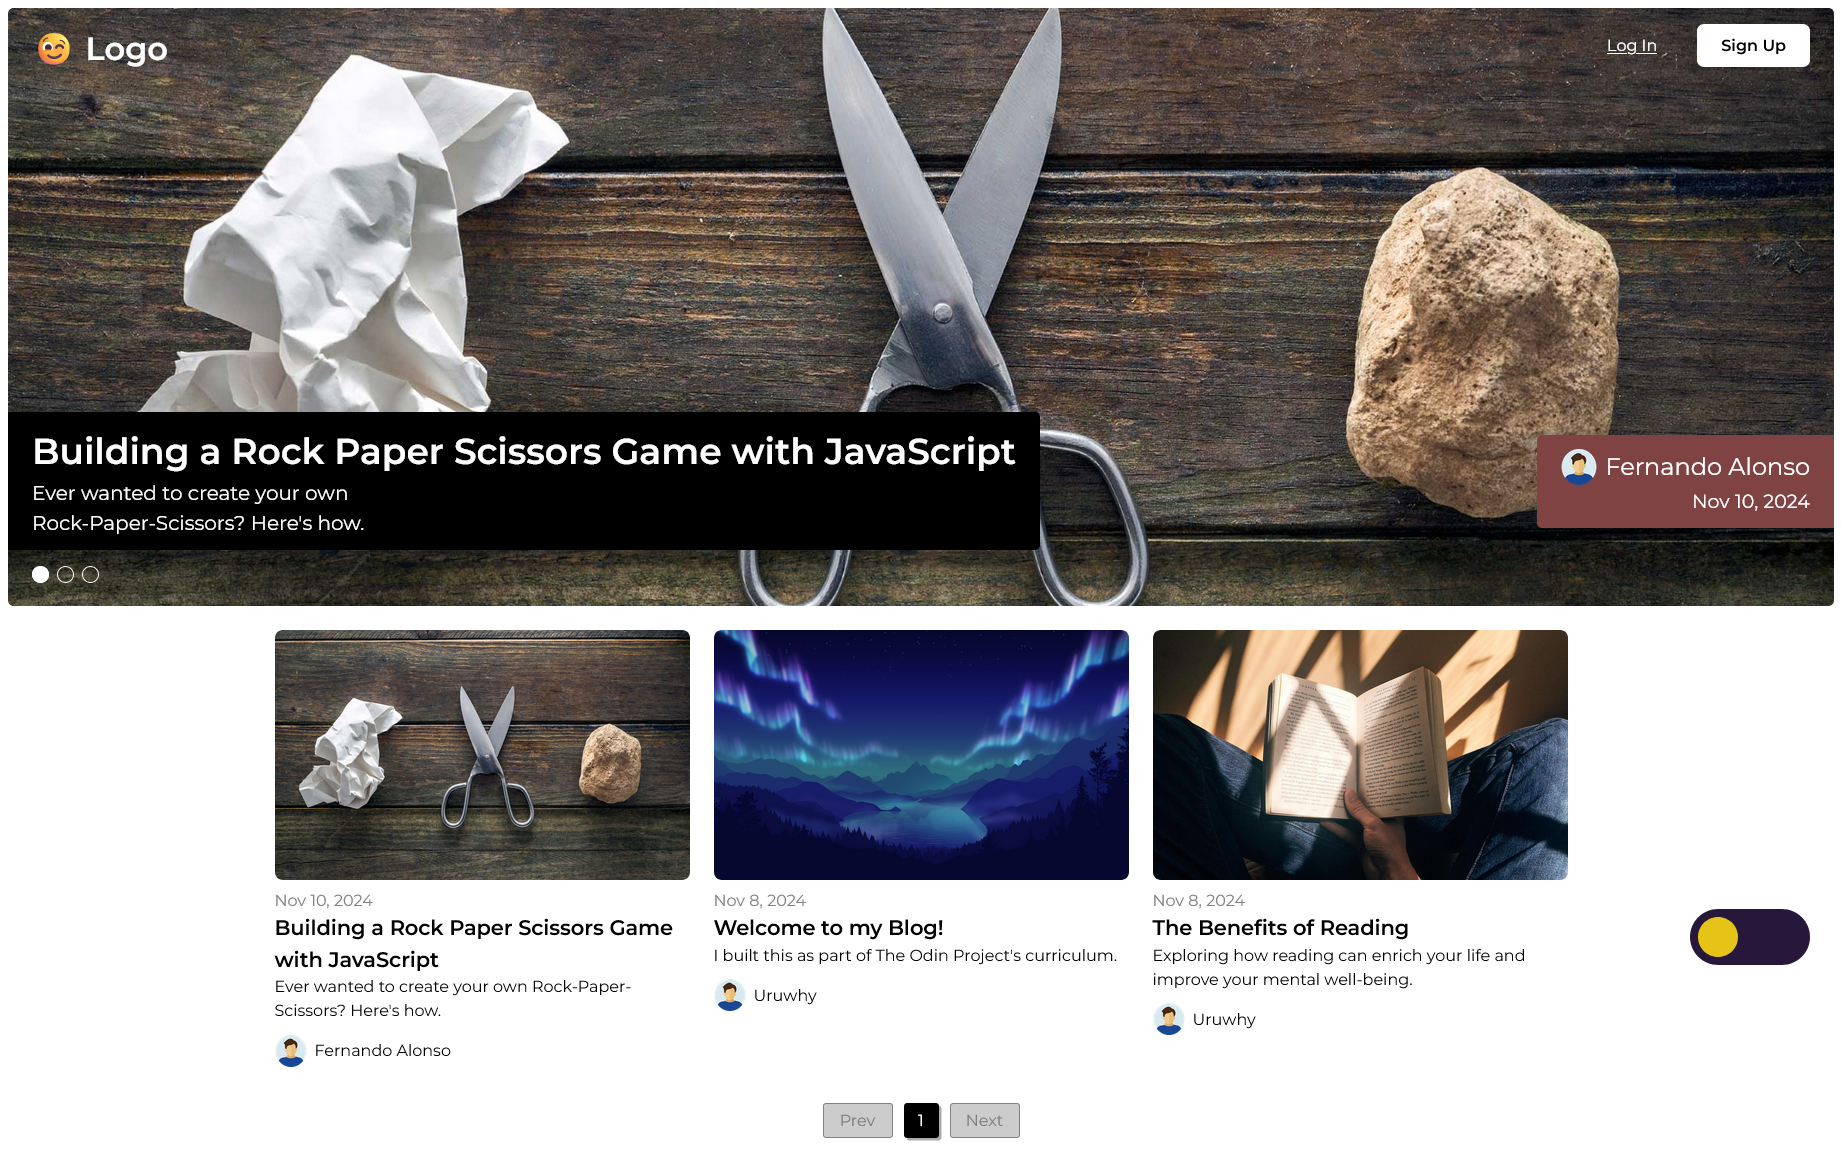 Logo
Log In
Sign Up
Building a Rock Paper Scissors Game with JavaScript
Ever wanted to create your own
Rock-Paper-Scissors? Here's how.
Fernando Alonso
Nov 10, 2024
Nov 10, 2024
Building a Rock Paper Scissors Game
with JavaScript
Ever wanted to create your own Rock-Paper-
Scissors? Here's how.
Fernando Alonso
Nov 8, 2024
Welcome to my Blog!
I built this as part of The Odin Project's curriculum.
Uruwhy
Nov 8, 2024
The Benefits of Reading
Exploring how reading can enrich your life and
improve your mental well-being.
Uruwhy
Prev
1
Next